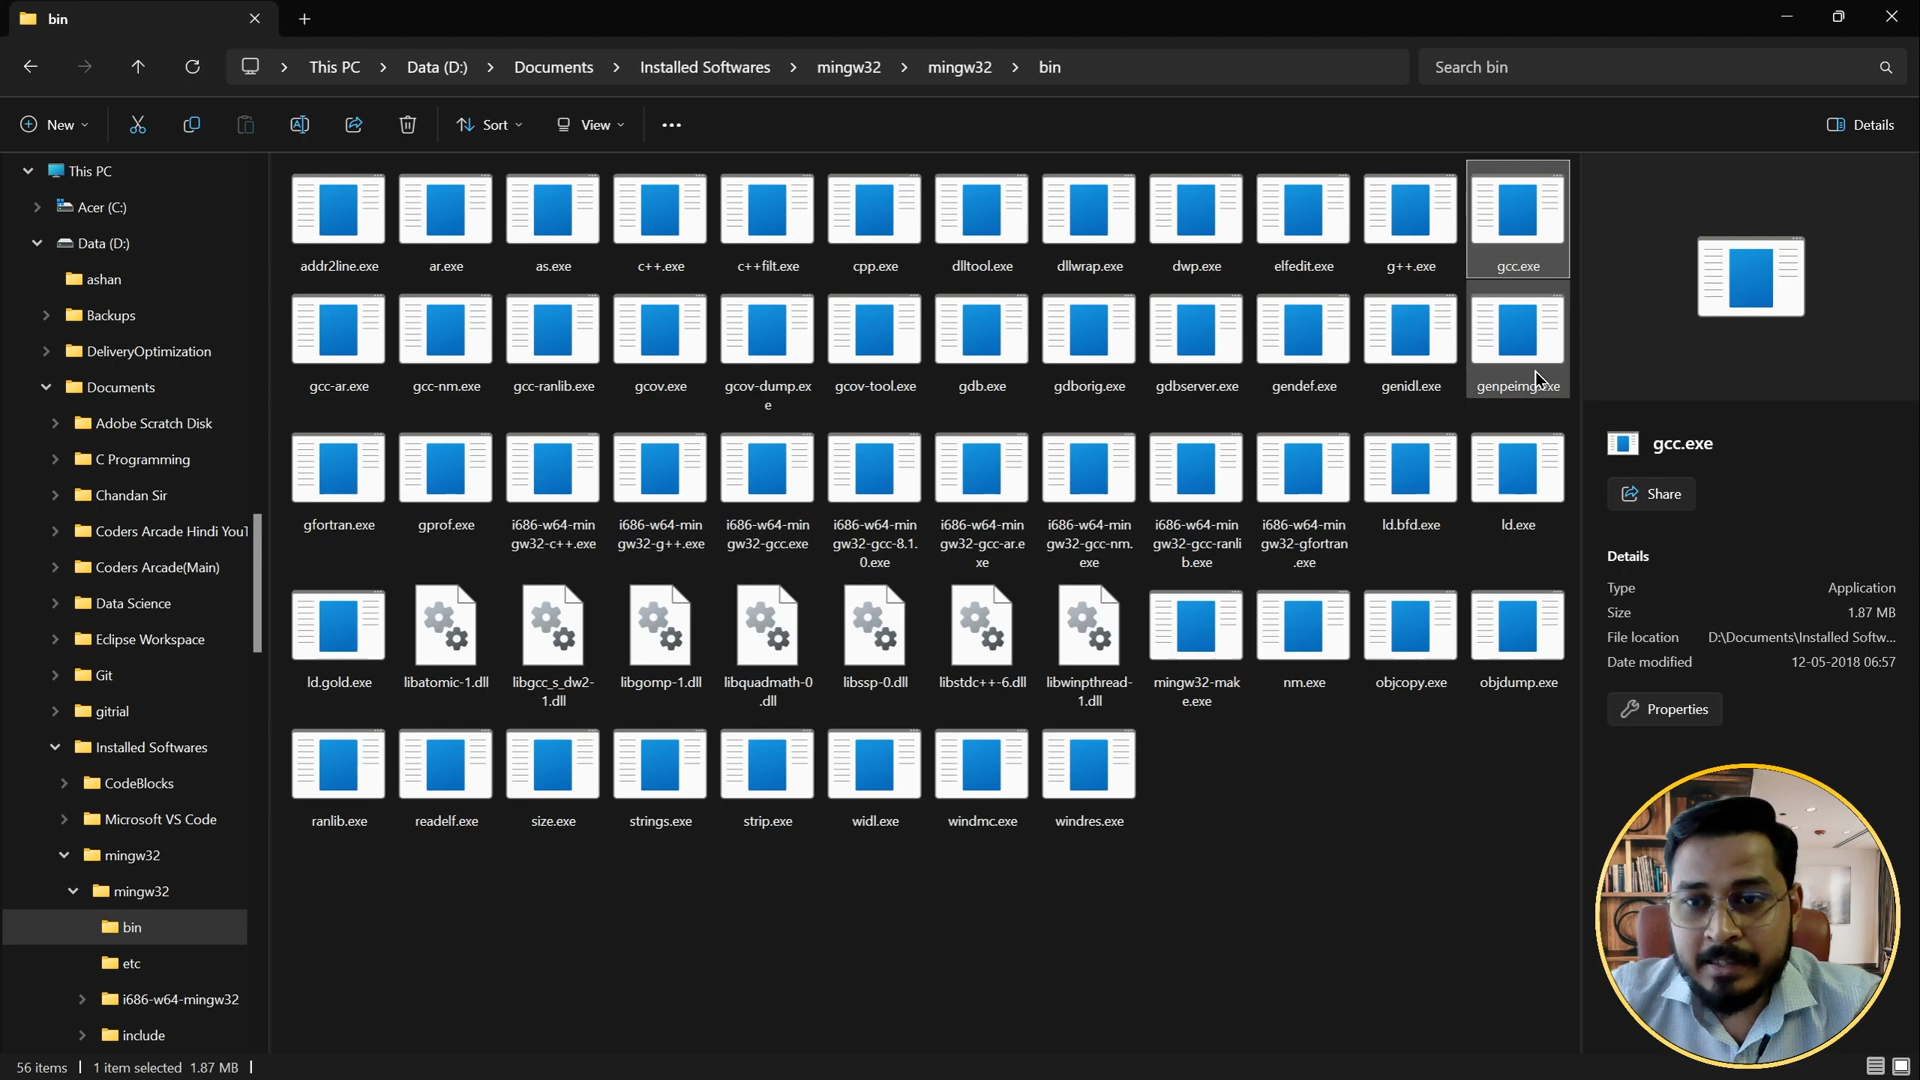 bin
This PC
Data (D:)
Documents
Installed Softwares
mingw32
mingw32
bin
Search bin
New
Sort
View
Details
This PC
Acer (C:)
Data (D:)
ashan
Backups
DeliveryOptimization
Documents
Adobe Scratch Disk
C Programming
Chandan Sir
Coders Arcade Hindi YouT
Coders Arcade(Main)
Data Science
Eclipse Workspace
Git
gitrial
Installed Softwares
CodeBlocks
Microsoft VS Code
mingw32
mingw32
bin
etc
i686-w64-mingw32
include
addr2line.exe
ar.exe
as.exe
c++.exe
c++filt.exe
cpp.exe
dlltool.exe
dllwrap.exe
dwp.exe
elfedit.exe
g++.exe
gcc.exe
gcc-ar.exe
gcc-nm.exe
gcc-ranlib.exe
gcov.exe
gcov-dump.ex
e
gcov-tool.exe
gdb.exe
gdborig.exe
gdbserver.exe
gendef.exe
genidl.exe
genpeimg.exe
gfortran.exe
gprof.exe
i686-w64-min
gw32-c++.exe
i686-w64-min
gw32-g++.exe
i686-w64-min
gw32-gcc.exe
i686-w64-min
gw32-gcc-8.1.
0.exe
i686-w64-min
gw32-gcc-ar.e
xe
i686-w64-min
gw32-gcc-nm.
exe
i686-w64-min
gw32-gcc-ranli
b.exe
i686-w64-min
gw32-gfortran
.exe
ld.bfd.exe
ld.exe
ld.gold.exe
libatomic-1.dll
libgcc_s_dw2-
1.dll
libgomp-1.dll
libquadmath-0
.dll
libssp-0.dll
libstdc++-6.dll
libwinpthread-
1.dll
mingw32-mak
e.exe
nm.exe
objcopy.exe
objdump.exe
ranlib.exe
readelf.exe
size.exe
strings.exe
strip.exe
widl.exe
windmc.exe
windres.exe
gcc.exe
Share
Details
Type Application
Size 1.87 MB
File location D:\Documents\Installed Softw...
Date modified 12-05-2018 06:57
Properties
56 items
1 item selected 1.87 MB